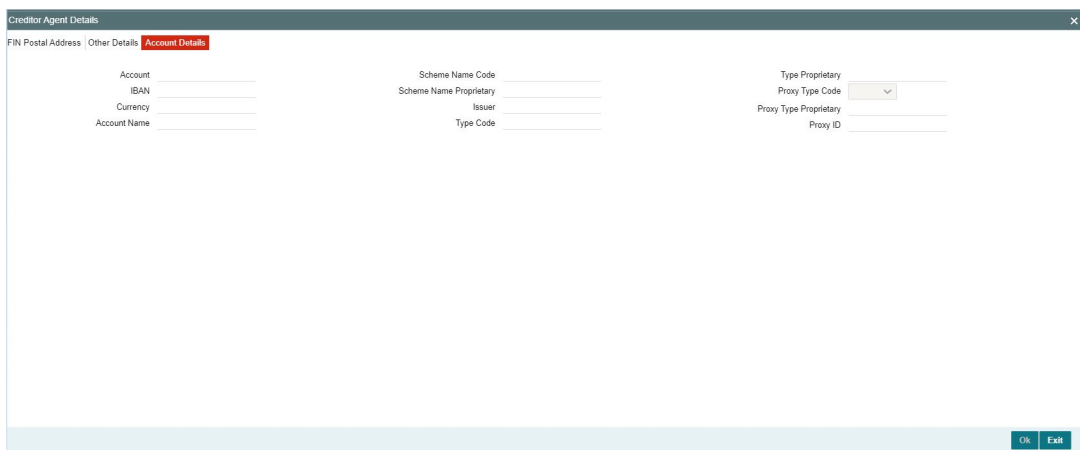 Creditor Agent Details
FIN Postal Address Other Details Account Details
Account Scheme Name Code Type Proprietary
IBAN Scheme Name Proprietary Proxy Type Code
Currency Issuer Proxy Type Proprietary
Account Name Type Code Proxy ID
Ok Exit